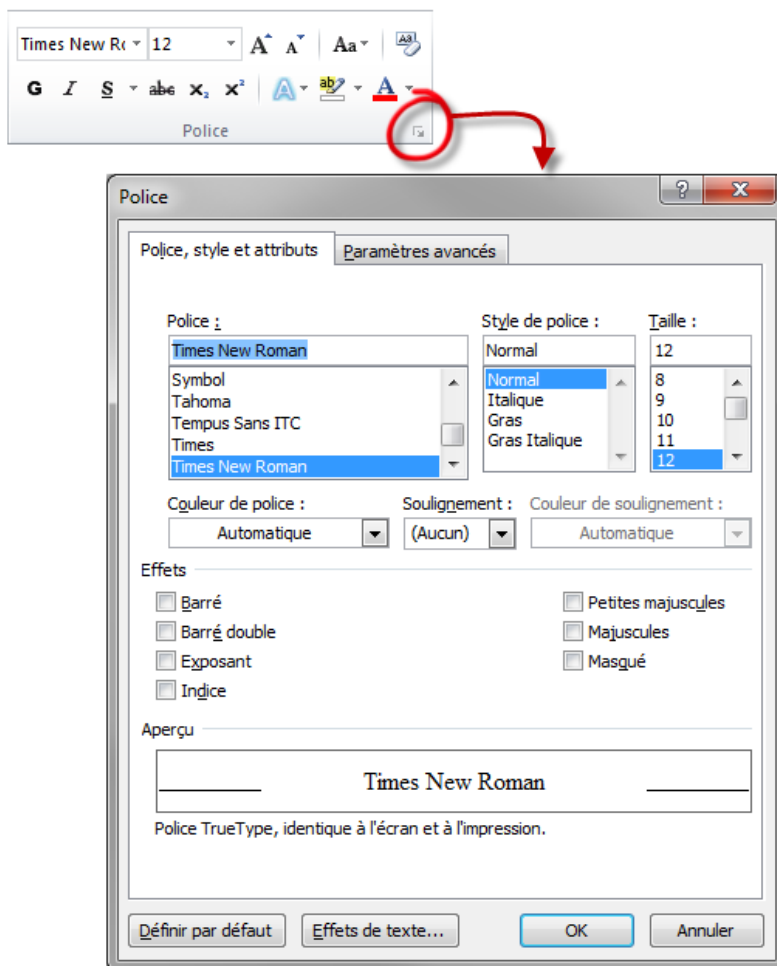 Times New Ro 12 A A Aa Aa
G I S abc x₂ x² A ab A
Police
Police
Police, style et attributs Paramètres avancés
Police : Style de police : Taille :
Times New Roman Normal 12
Symbol Normal 8
Tahoma Italique 9
Tempus Sans ITC Gras 10
Times Gras Italique 11
Times New Roman 12
Couleur de police : Soulignement : Couleur de soulignement :
Automatique (Aucun) Automatique
Effets
Barré Petites majuscules
Barré double Majuscules
Exposant Masqué
Indice
Aperçu
Times New Roman
Police TrueType, identique à l'écran et à l'impression.
Définir par défaut Effets de texte... OK Annuler